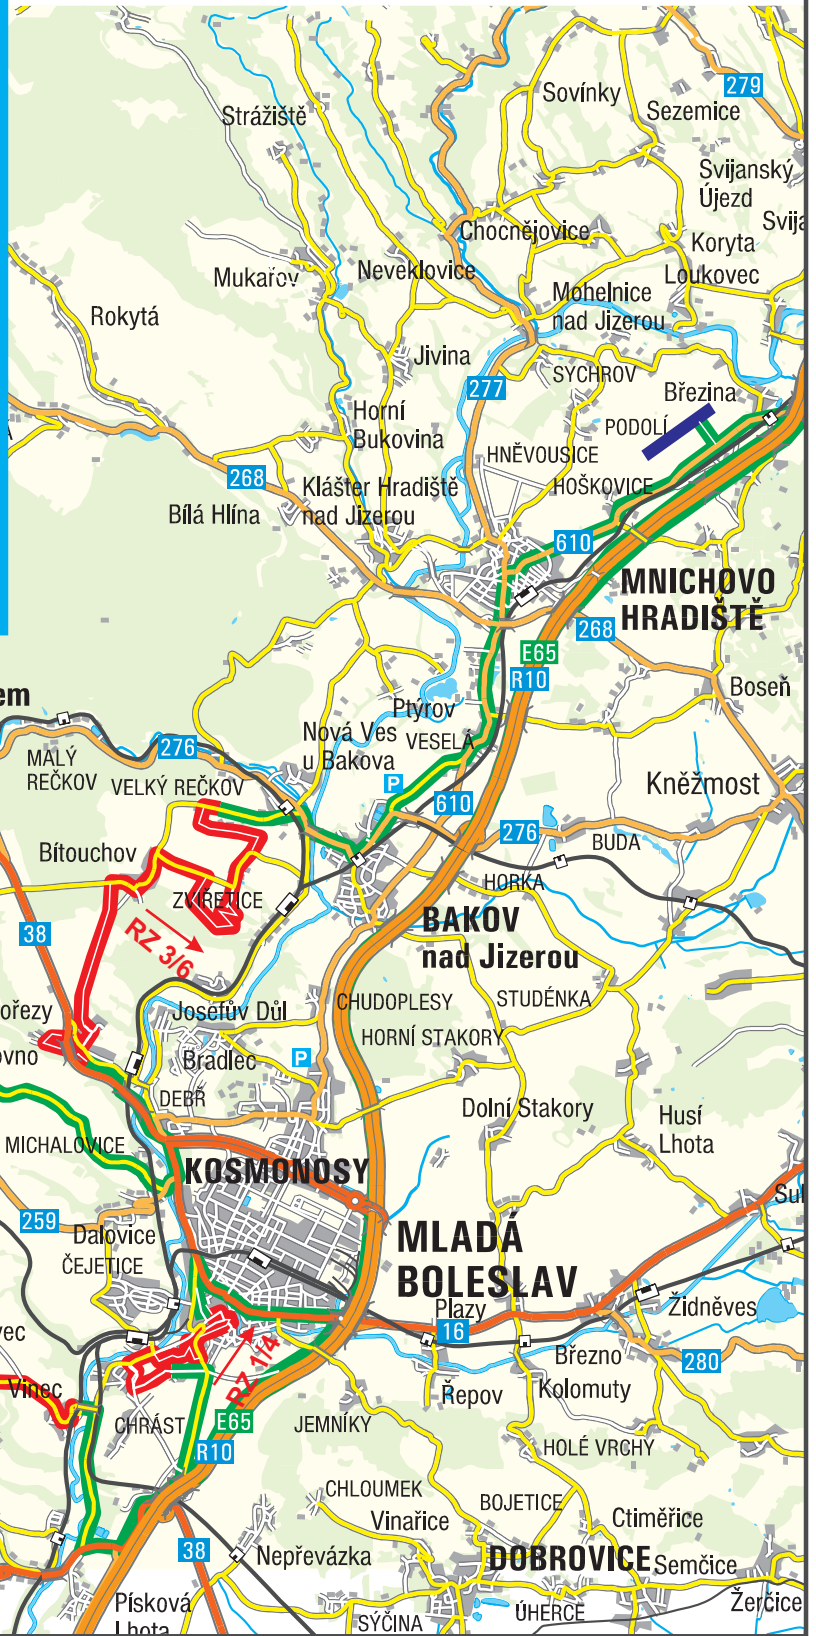 279
Sovínky
Sezemice
Strážiště
Svijanský
Újezd
Chocnějovice
Koryta
Mukařov
Neveklovice
Loukovec
Mohelnice
nad Jizerou
Rokytá
Jivina
SYCHROV
277
Březina
Horní
Bukovina
PODOLÍ
HNĚVOUSICE
268
Klášter Hradiště
nad Jizerou
HOŠKOVICE
Bílá Hlína
610
MNICHOVO
HRADIŠTĚ
268
E65
R10
Boseň
em
Ptýrov
Nová Ves
u Bakova
VESELÁ
276
MALÝ
REČKOV
VELKÝ REČKOV
P
Kněžmost
610
276
BUDA
Bítouchov
HORKA
ZVÍŘETICE
BAKOV
nad Jizerou
38
RZ 3/6
CHUDOPLESY
STUDÉNKA
ořezy
Josefův Důl
HORNÍ STAKORY
ovno
Bradlec
P
DEBŘ
Dolní Stakory
Husí
Lhota
MICHALOVICE
KOSMONOSY
Sul
259
Dalovice
MLADÁ
BOLESLAV
ČEJETICE
Plazy
Židněves
16
vec
Březno
280
RZ 1/4
Vinec
Řepov
Kolomuty
CHRÁST
E65
JEMNÍKY
R10
HOLÉ VRCHY
CHLOUMEK
BOJETICE
Vinařice
Ctiměřice
38
Nepřevázka
DOBROVICE
Semčice
Písková
Lhota
SÝČINA
ÚHERCE
Žerčice